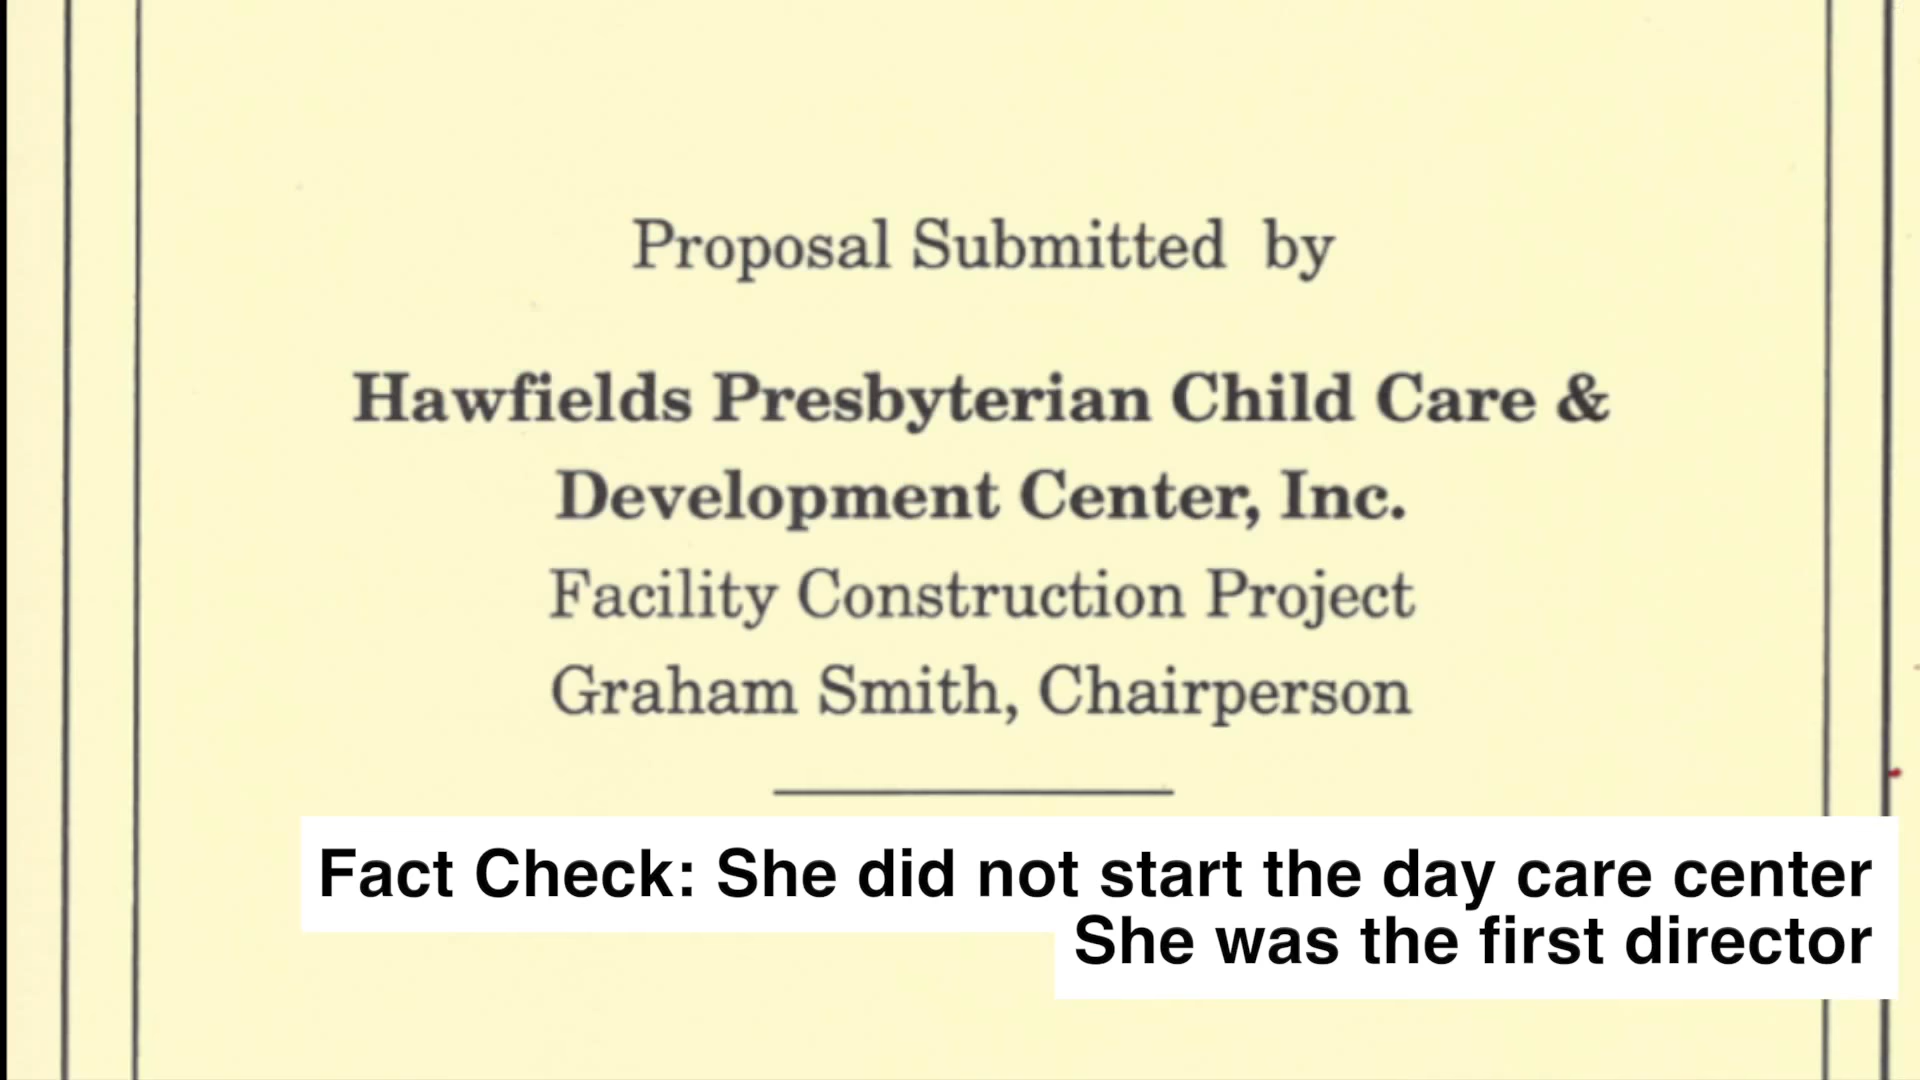 Proposal Submitted by
Hawfields Presbyterian Child Care &
Development Center, Inc.
Facility Construction Project
Graham Smith, Chairperson
Fact Check: She did not start the day care center
She was the first director